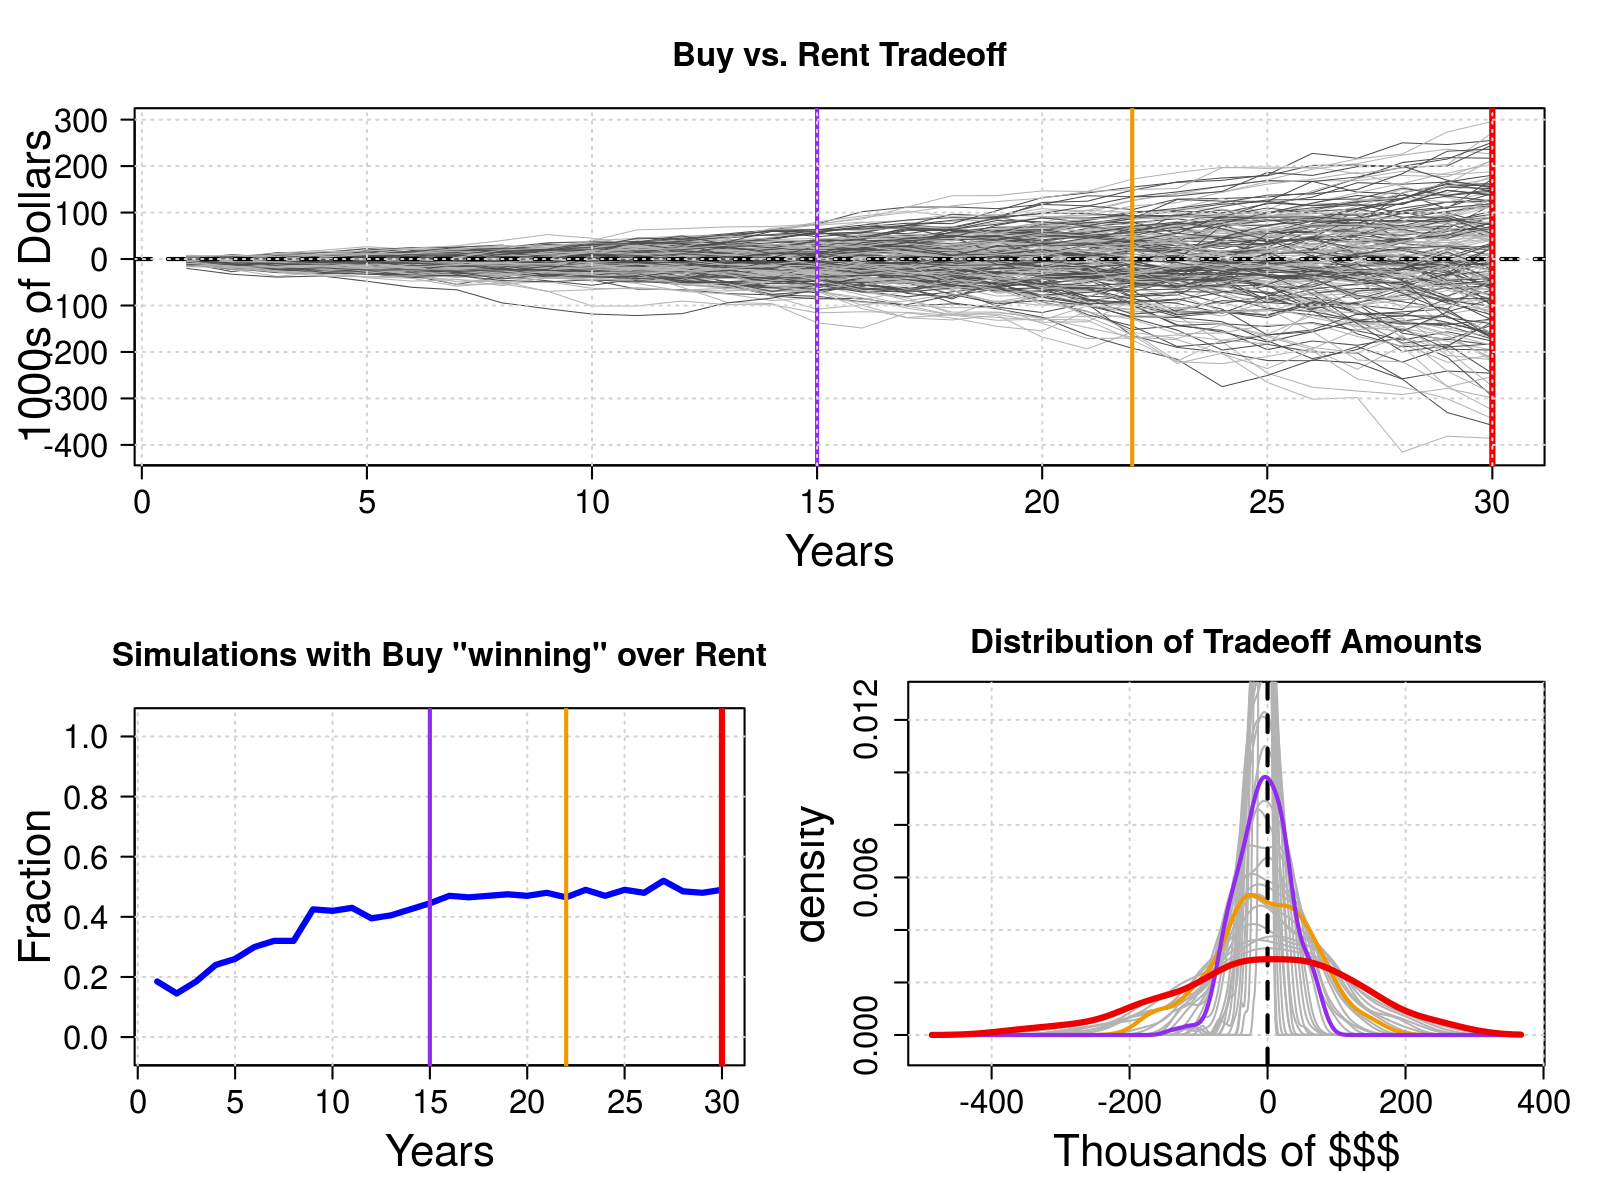 Buy vs. Rent Tradeoff
1000s of Dollars
300
200
100
0
-100
-200
-300
-400
0 5 10 15 20 25 30
Years
Simulations with Buy "winning" over Rent
Fraction
1.0
0.8
0.6
0.4
0.2
0.0
0 5 10 15 20 25 30
Years
Distribution of Tradeoff Amounts
density
0.012
0.006
0.000
-400 -200 0 200 400
Thousands of $$$